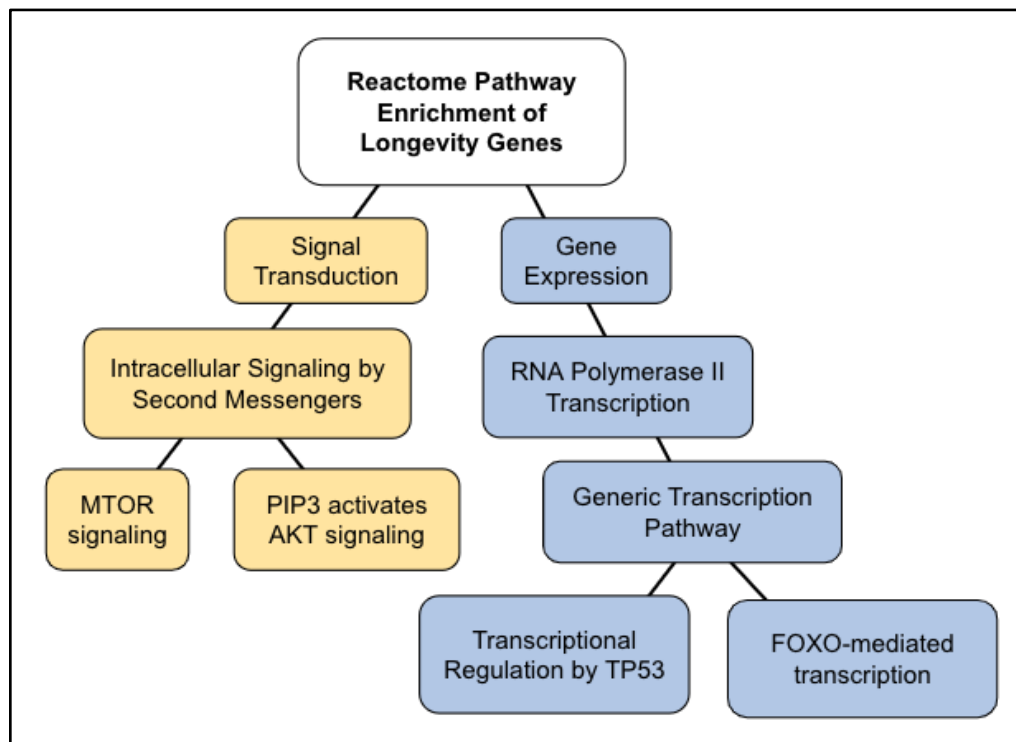 Reactome Pathway
Enrichment of
Longevity Genes
Signal
Transduction
Gene
Expression
Intracellular Signaling by
Second Messengers
RNA Polymerase II
Transcription
MTOR
signaling
PIP3 activates
AKT signaling
Generic Transcription
Pathway
Transcriptional
Regulation by TP53
FOXO-mediated
transcription